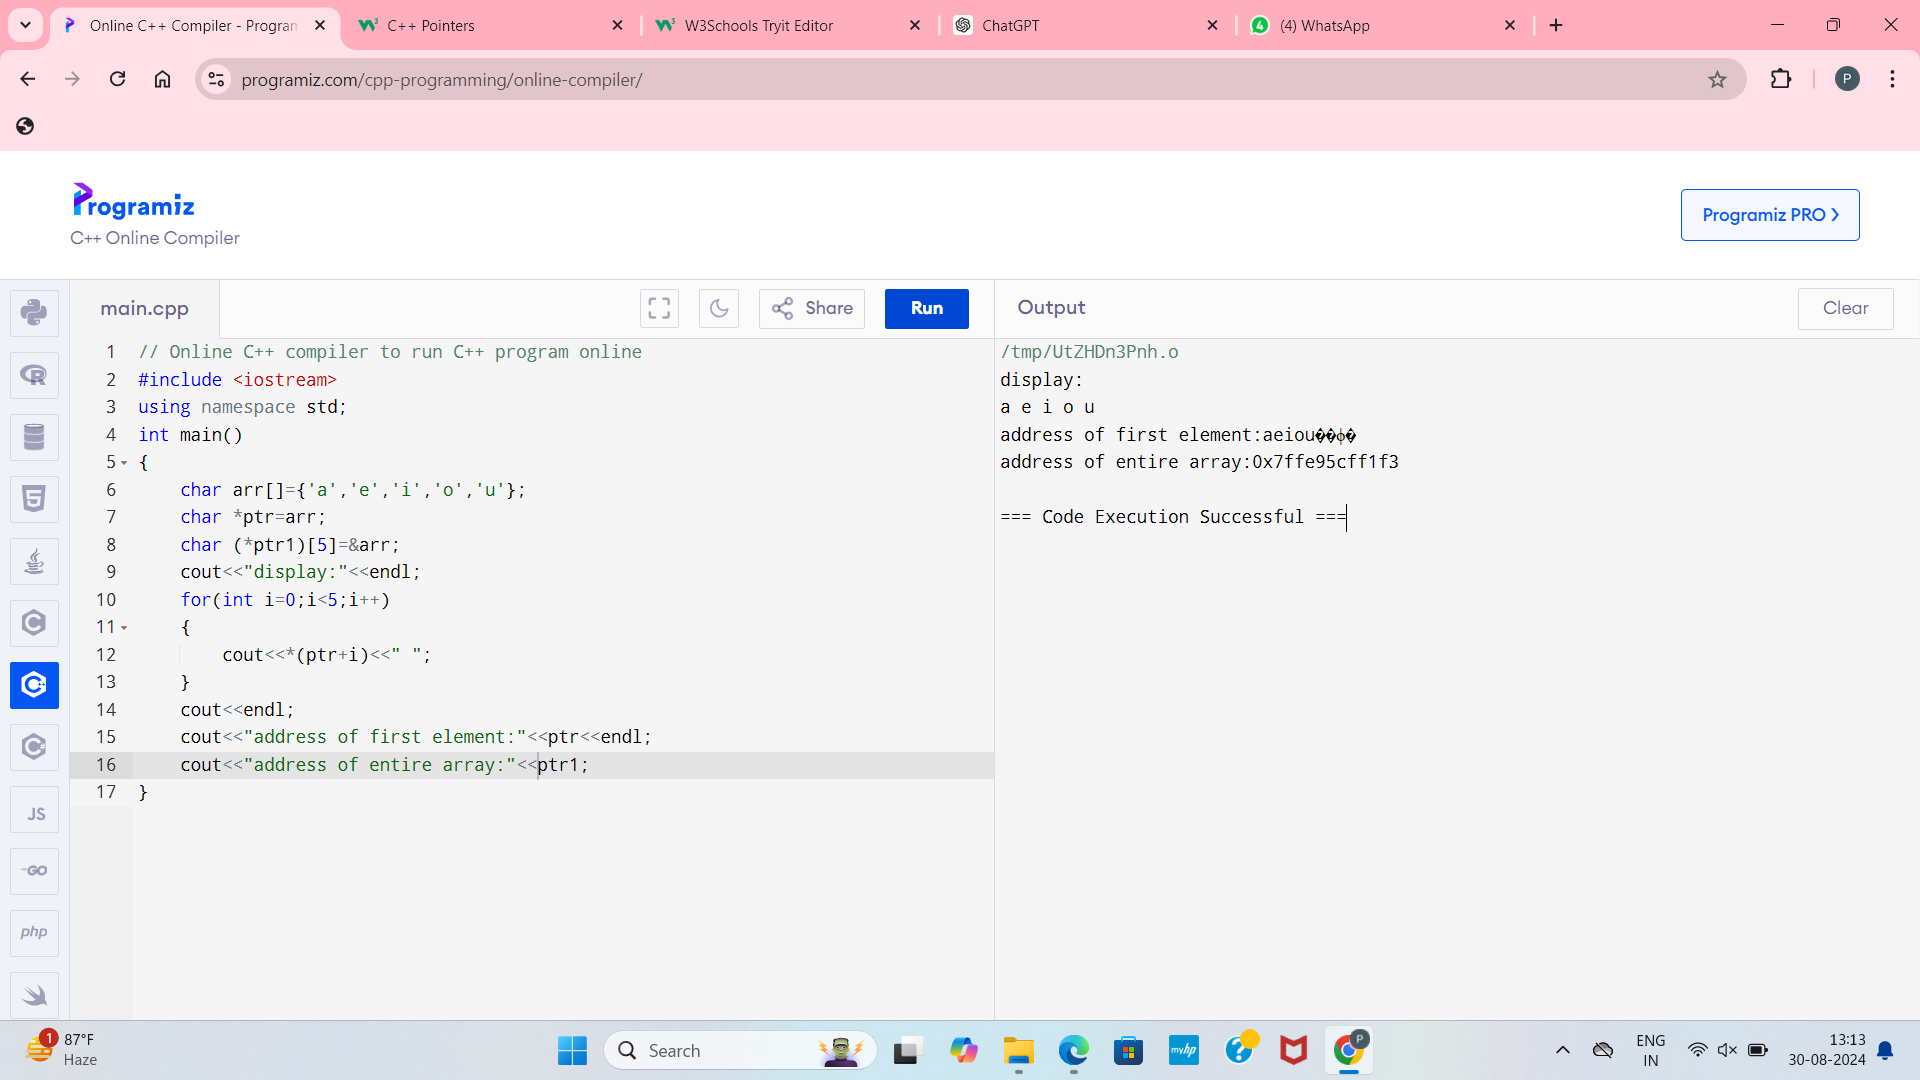 Online C++ Compiler - Program
C++ Pointers
W3Schools Tryit Editor
ChatGPT
4
(4) WhatsApp
programiz.com/cpp-programming/online-compiler/
P
Programiz
C++ Online Compiler
Programiz PRO >
main.cpp
Share
Run
Output
Clear
1 // Online C++ compiler to run C++ program online
2 #include <iostream>
3 using namespace std;
4 int main()
5 {
6 char arr[]={'a','e','i','o','u'};
7 char *ptr=arr;
8 char (*ptr1)[5]=&arr;
9 cout<<"display:"<<endl;
10 for(int i=0;i<5;i++)
11 {
12 cout<<*(ptr+i)<<" ";
13 }
14 cout<<endl;
15 cout<<"address of first element:"<<ptr<<endl;
16 cout<<"address of entire array:"<<ptr1;
17 }
/tmp/UtZHDn3Pnh.o
display:
a e i o u
address of first element:aeiou��ϕ�
address of entire array:0x7ffe95cff1f3
=== Code Execution Successful ===
JS
GO
php
1
87°F
Haze
Search
myhp
P
ENG
IN
13:13
30-08-2024